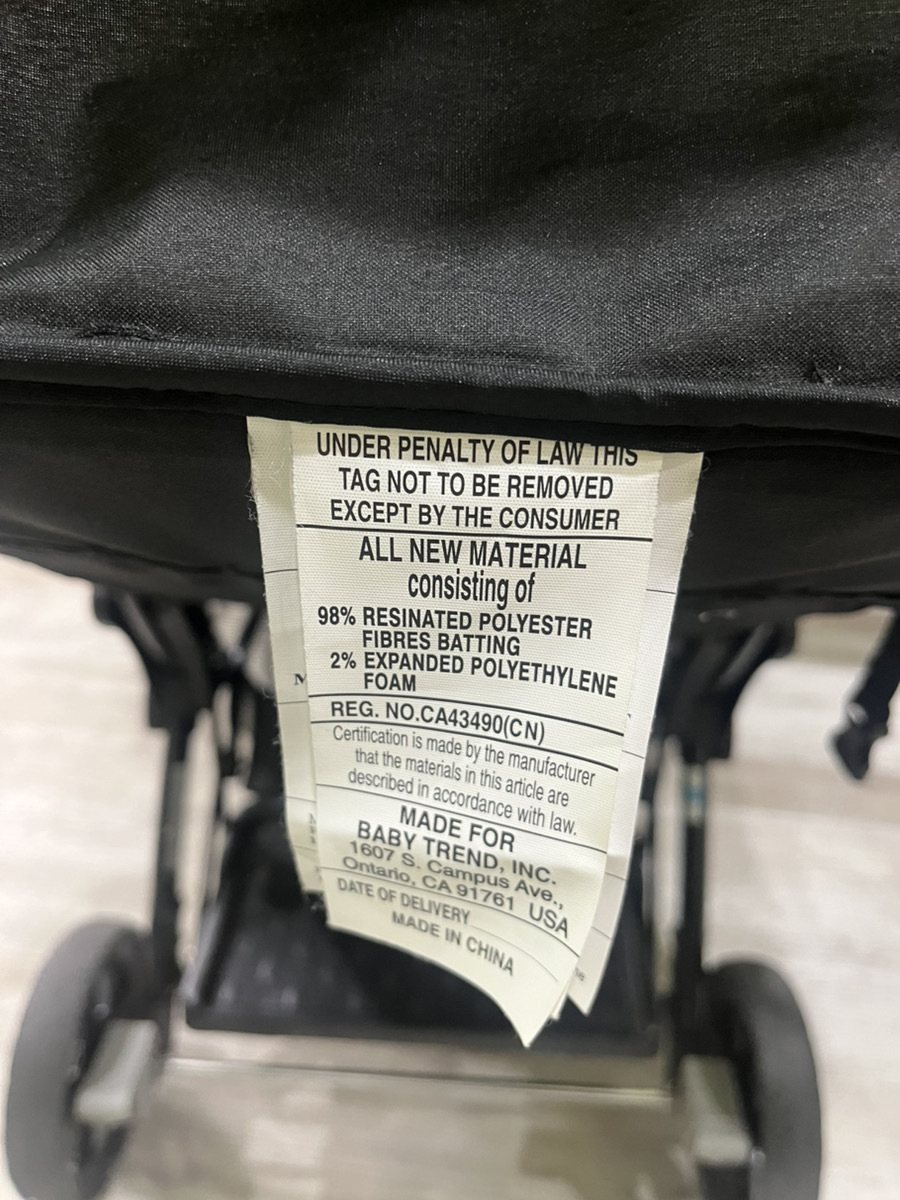 UNDER PENALTY OF LAW THIS
TAG NOT TO BE REMOVED
EXCEPT BY THE CONSUMER
ALL NEW MATERIAL
consisting of
98% RESINATED POLYESTER
FIBRES BATTING
2% EXPANDED POLYETHYLENE
FOAM
REG. NO.CA43490(CN)
Certification is made by the manufacturer
that the materials in this article are
described in accordance with law.
MADE FOR
BABY TREND, INC.
1607 S. Campus Ave.,
Ontario, CA 91761 USA
DATE OF DELIVERY
MADE IN CHINA